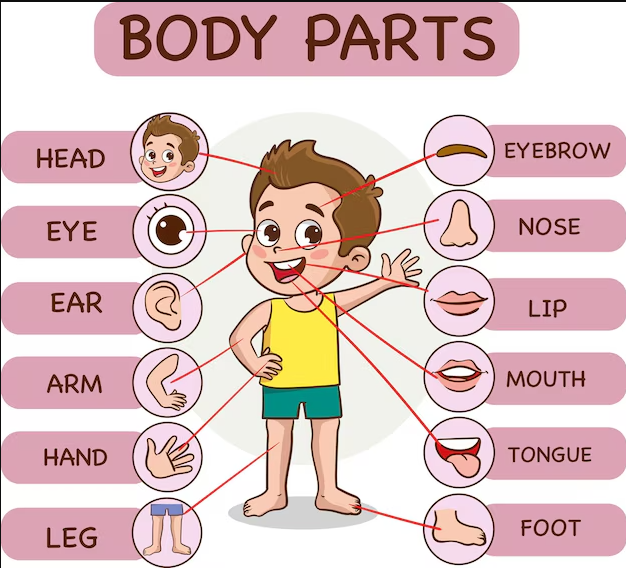 BODY PARTS
HEAD
EYE
EAR
ARM
HAND
LEG
EYEBROW
NOSE
LIP
MOUTH
TONGUE
FOOT